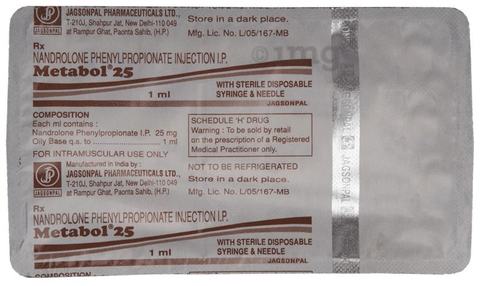 JAGSONPAL PHARMACEUTICALS LTD.,
T-210J, Shahpur Jat, New Delhi-110 049
at Rampur Ghat, Paonta Sahib, (H.P.)
JAGSONPAL
Store in a dark place.
Mfg. Lic. No. L/05/167-MB
Rx
NANDROLONE PHENYLPROPIONATE INJECTION I.P.
Metabol® 25
1 ml
WITH STERILE DISPOSABLE
SYRINGE & NEEDLE
JAGSONPAL
COMPOSITION
Each ml contains :
Nandrolone Phenylpropionate I.P. 25 mg
Oily Base q.s. to ........................ 1 ml
FOR INTRAMUSCULAR USE ONLY
SCHEDULE 'H' DRUG
Warning : To be sold by retail
on the prescription of a Registered
Medical Practitioner only.
Manufactured in India by :
JAGSONPAL PHARMACEUTICALS LTD.,
T-210J, Shahpur Jat, New Delhi-110 049
at Rampur Ghat, Paonta Sahib, (H.P.)
JAGSONPAL
NOT TO BE REFRIGERATED
Store in a dark place.
Mfg. Lic. No. L/05/167-MB
Rx
NANDROLONE PHENYLPROPIONATE INJECTION I.P.
Metabol® 25
1 ml
WITH STERILE DISPOSABLE
SYRINGE & NEEDLE
JAGSONPAL
COMPOSITION
JAGSONPAL
1mg